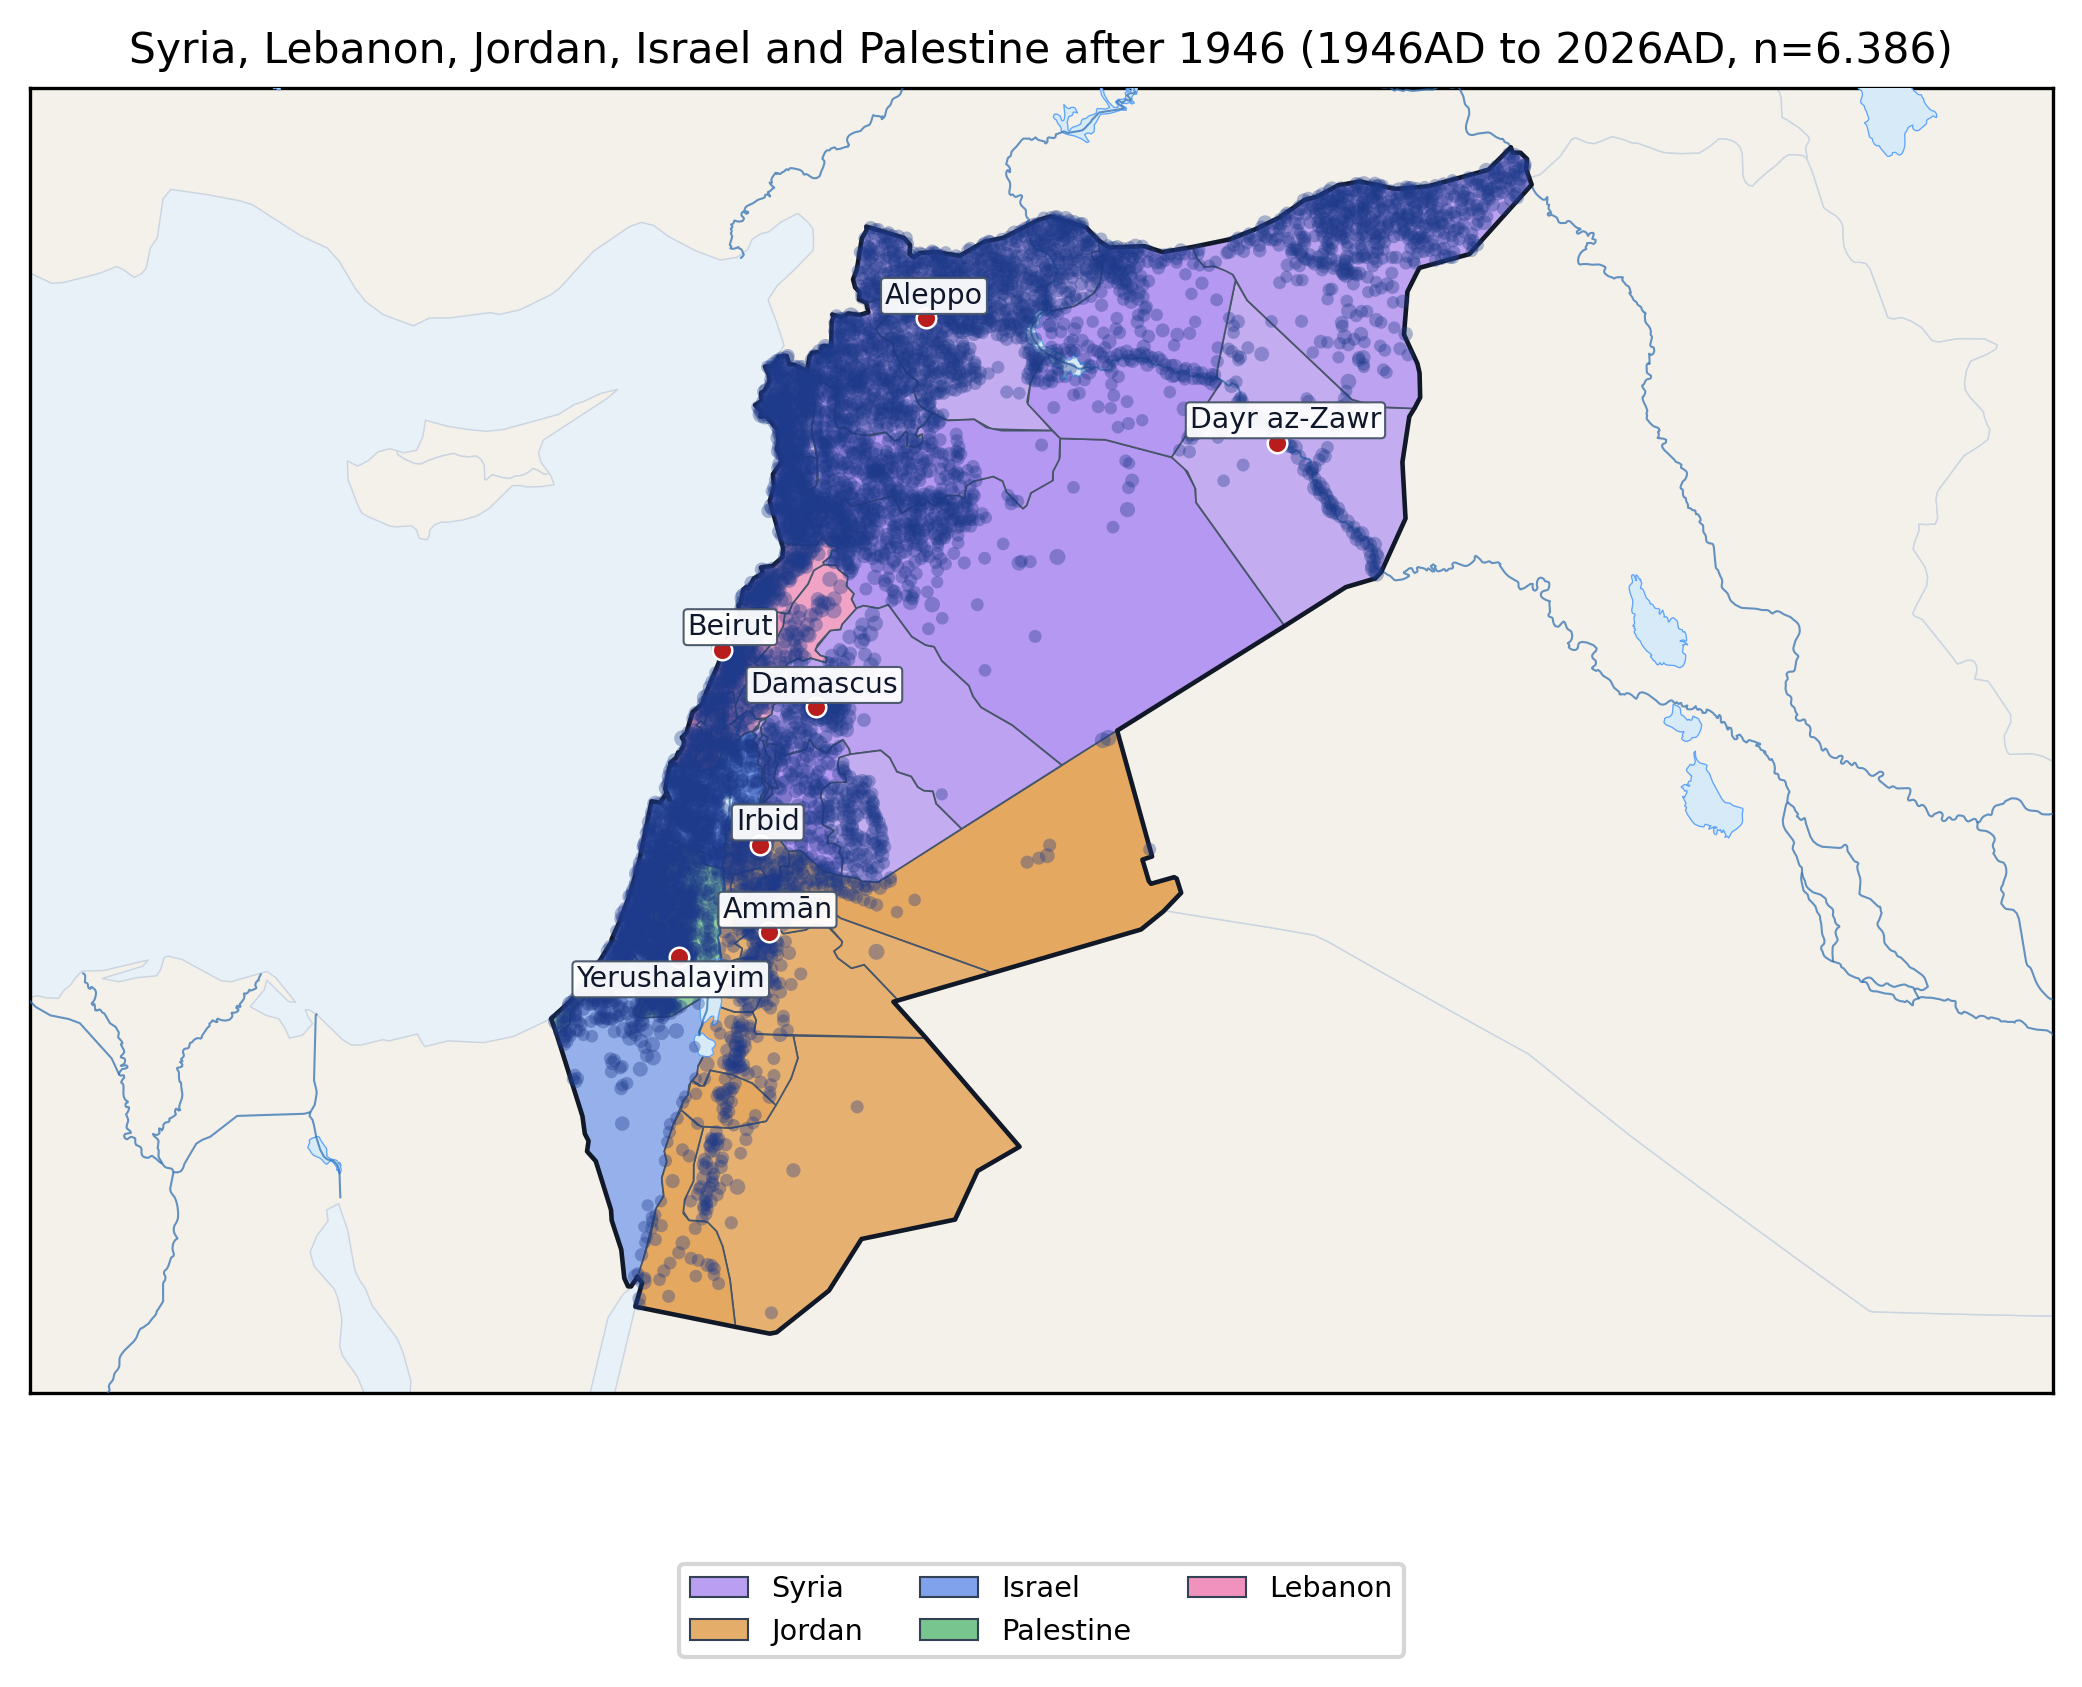 Syria, Lebanon, Jordan, Israel and Palestine after 1946 (1946AD to 2026AD, n=6.386)
Aleppo
Dayr az-Zawr
Beirut
Damascus
Irbid
Ammān
Yerushalayim
Syria
Israel
Lebanon
Jordan
Palestine